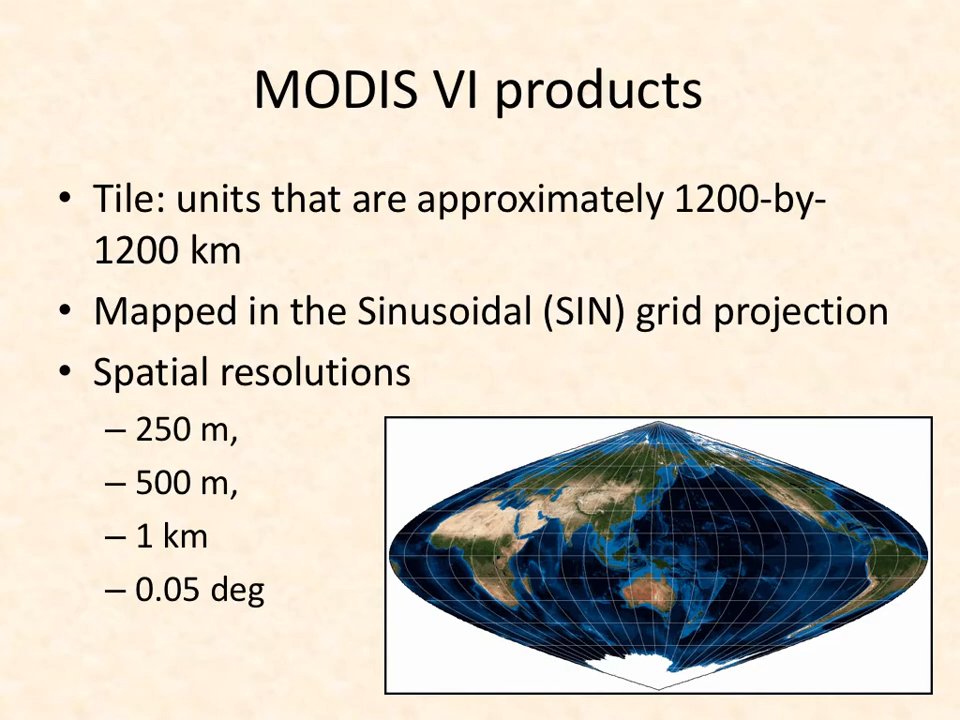 MODIS VI products
• Tile: units that are approximately 1200-by-
1200 km
• Mapped in the Sinusoidal (SIN) grid projection
• Spatial resolutions
– 250 m,
– 500 m,
– 1 km
– 0.05 deg